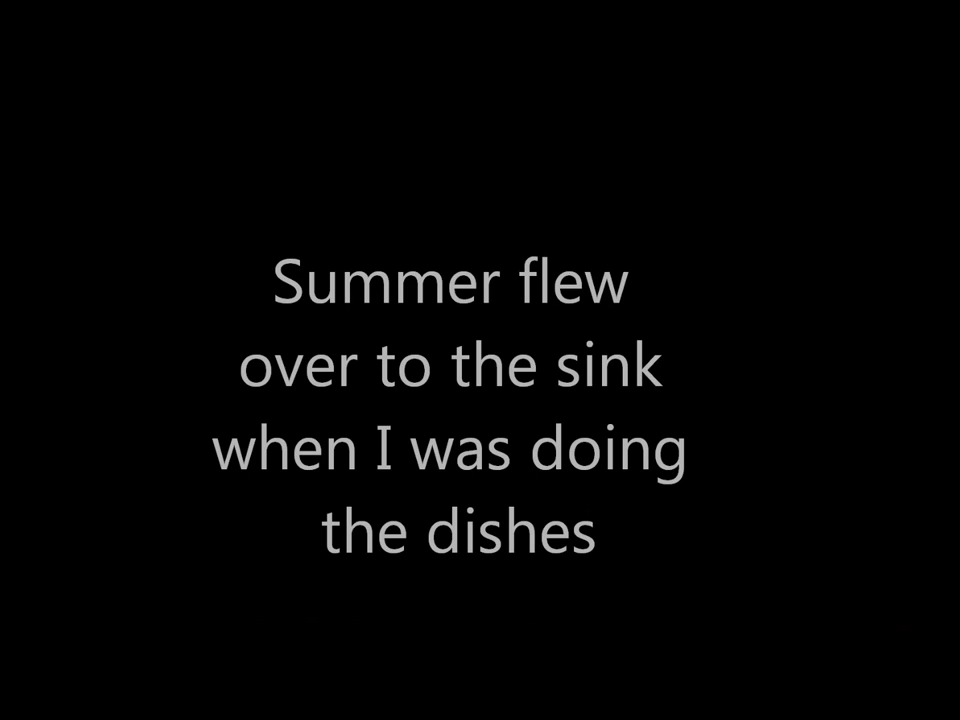 Summer flew
over to the sink
when I was doing
the dishes